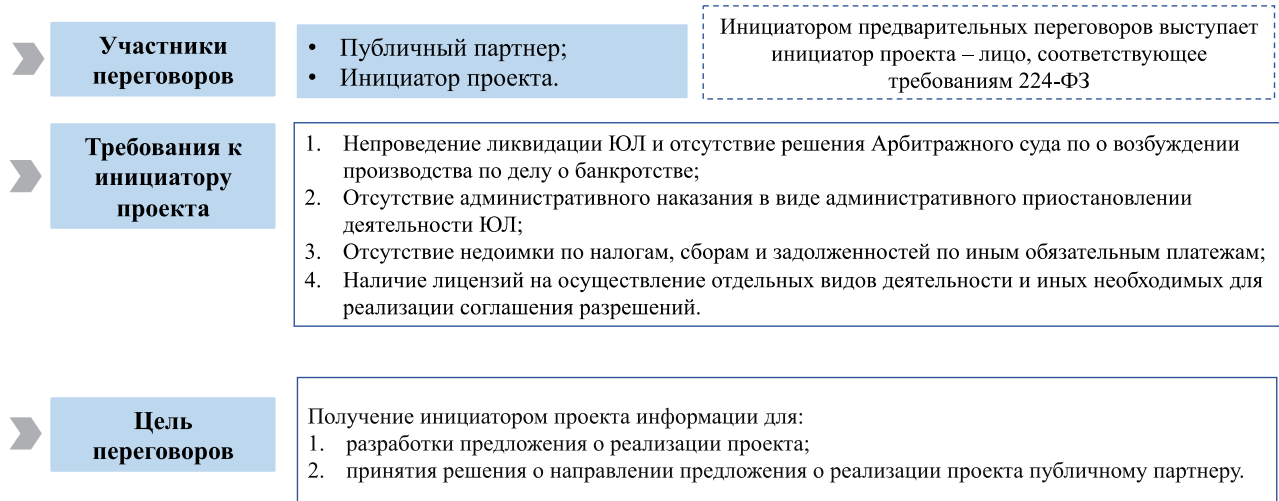 Участники
переговоров
• Публичный партнер;
• Инициатор проекта.
Инициатором предварительных переговоров выступает
инициатор проекта – лицо, соответствующее
требованиям 224-ФЗ
Требования к
инициатору
проекта
1. Непроведение ликвидации ЮЛ и отсутствие решения Арбитражного суда по о возбуждении
производства по делу о банкротстве;
2. Отсутствие административного наказания в виде административного приостановлении
деятельности ЮЛ;
3. Отсутствие недоимки по налогам, сборам и задолженностей по иным обязательным платежам;
4. Наличие лицензий на осуществление отдельных видов деятельности и иных необходимых для
реализации соглашения разрешений.
Цель
переговоров
Получение инициатором проекта информации для:
1. разработки предложения о реализации проекта;
2. принятия решения о направлении предложения о реализации проекта публичному партнеру.